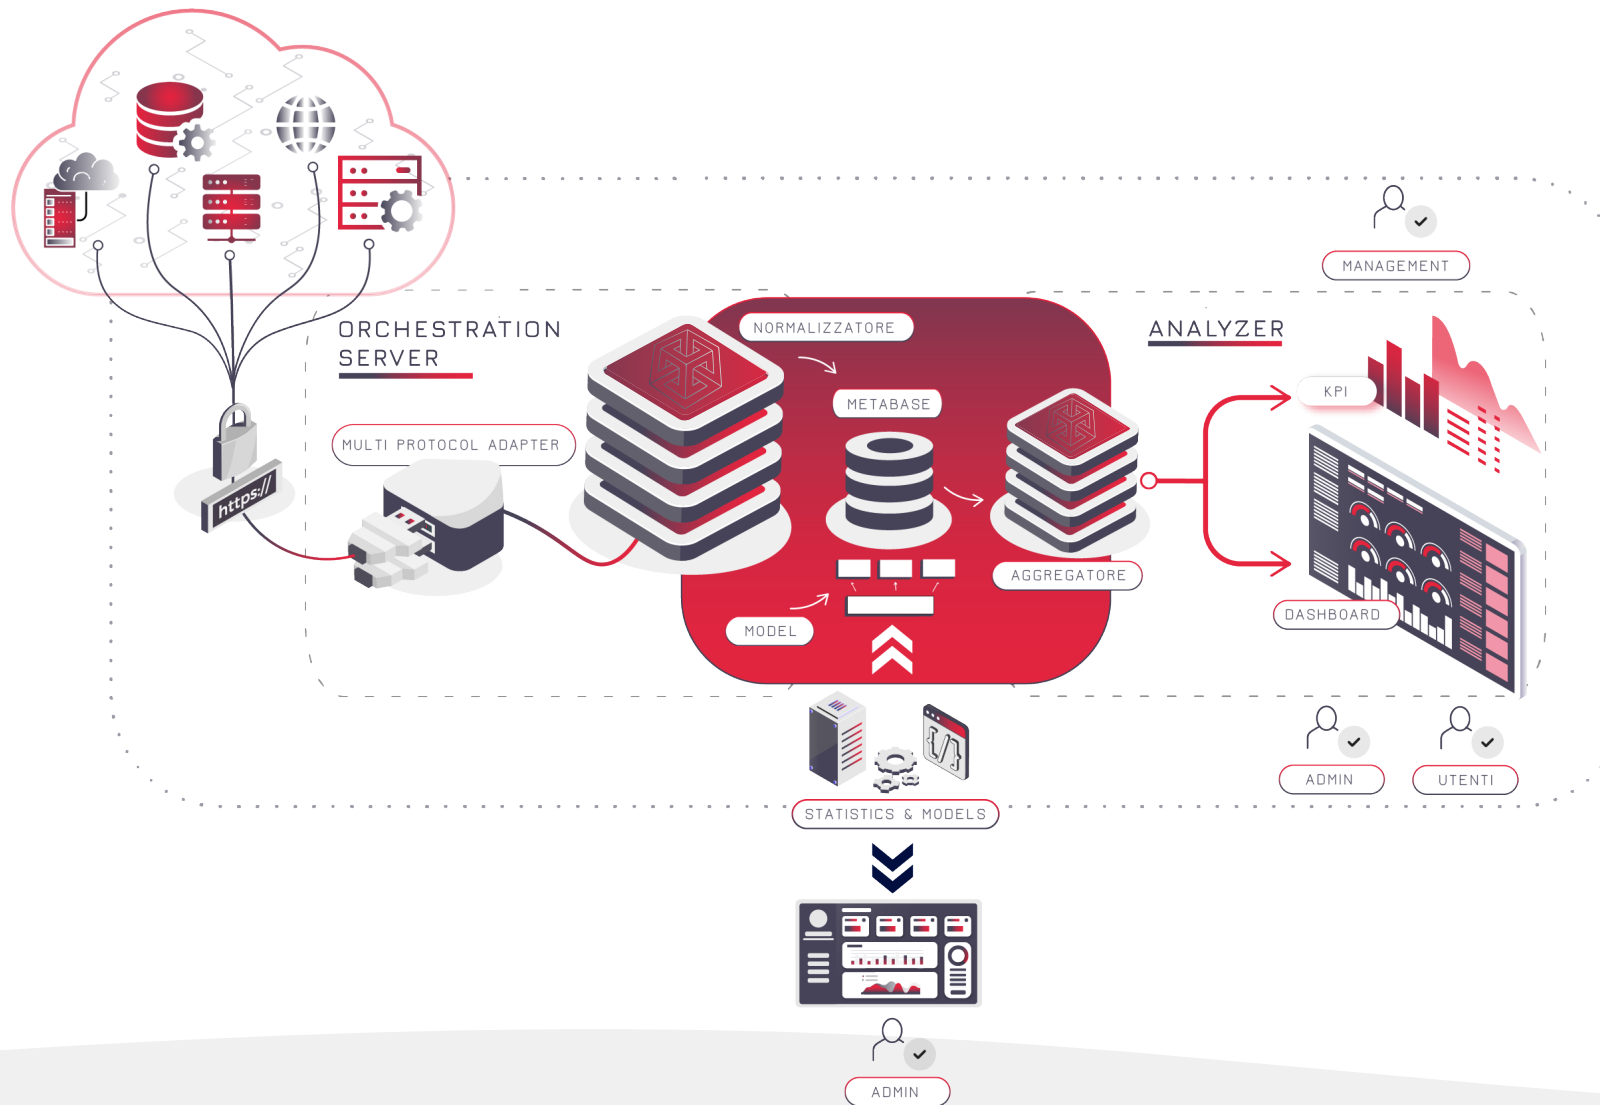 MANAGEMENT
ORCHESTRATION
SERVER
NORMALIZZATORE
ANALYZER
KPI
METABASE
MULTI PROTOCOL ADAPTER
https://
AGGREGATORE
DASHBOARD
MODEL
{/}
ADMIN
UTENTI
STATISTICS & MODELS
ADMIN